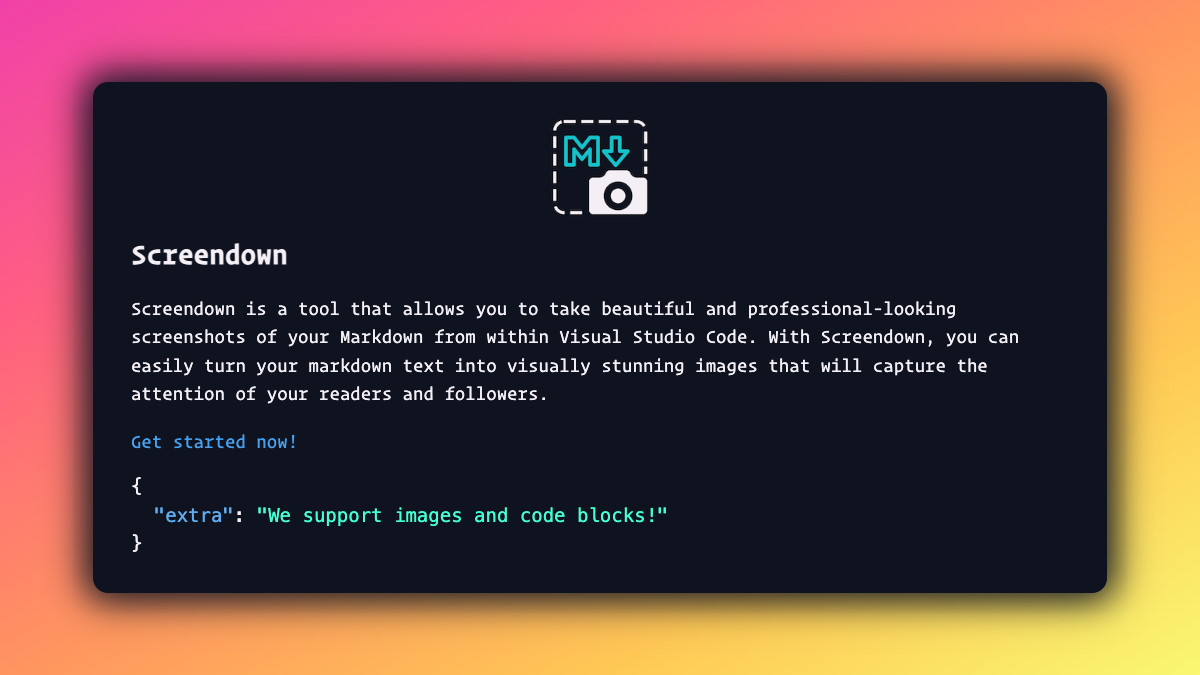 M
Screendown
Screendown is a tool that allows you to take beautiful and professional-looking
screenshots of your Markdown from within Visual Studio Code. With Screendown, you can
easily turn your markdown text into visually stunning images that will capture the
attention of your readers and followers.
Get started now!
{
  "extra": "We support images and code blocks!"
}